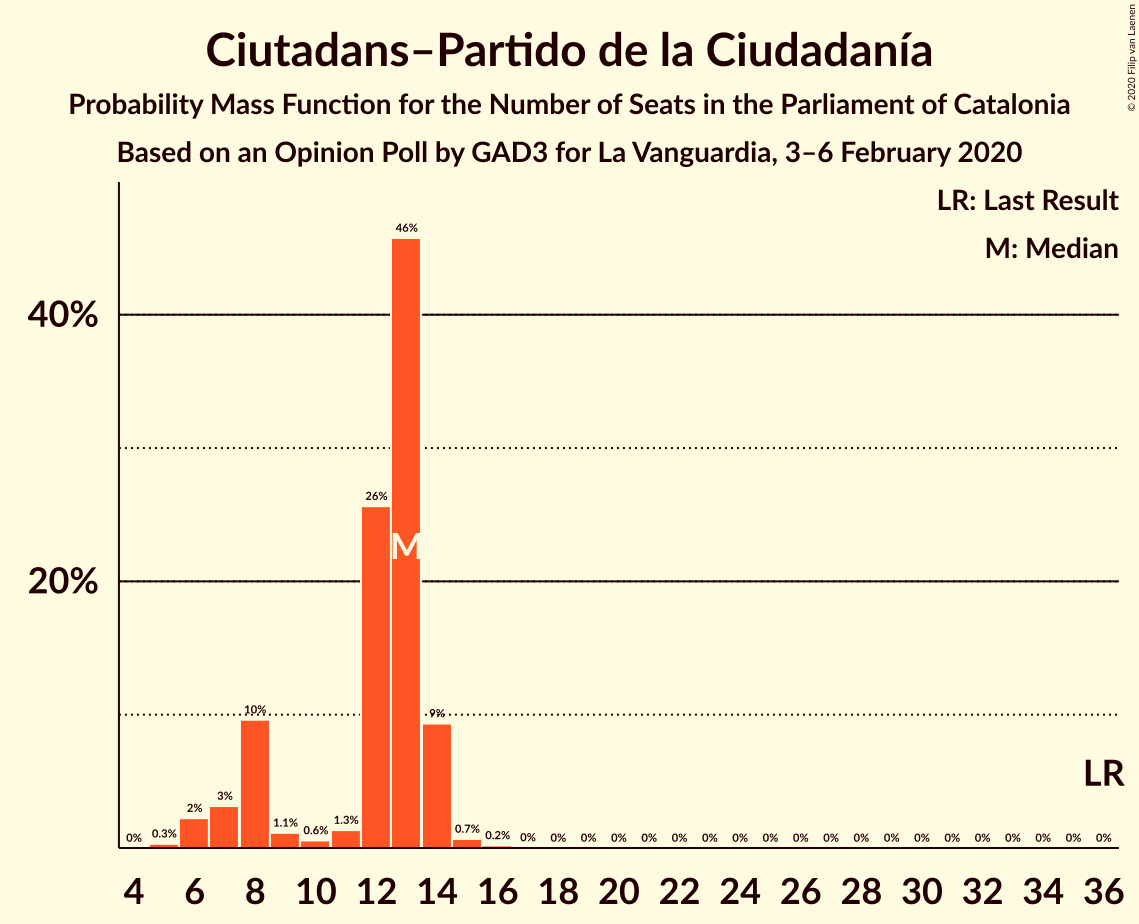 Ciutadans–Partido de la Ciudadanía
Probability Mass Function for the Number of Seats in the Parliament of Catalonia
Based on an Opinion Poll by GAD3 for La Vanguardia, 3–6 February 2020
© 2020 Filip van Laenen
LR: Last Result
M: Median
40%
20%
0% 0.3% 2% 3% 10% 1.1% 0.6% 1.3% 26% 46% 9% 0.7% 0.2% 0% 0% 0% 0% 0% 0% 0% 0% 0% 0% 0% 0% 0% 0% 0% 0% 0% 0% 0% 0%
M
LR
4 6 8 10 12 14 16 18 20 22 24 26 28 30 32 34 36